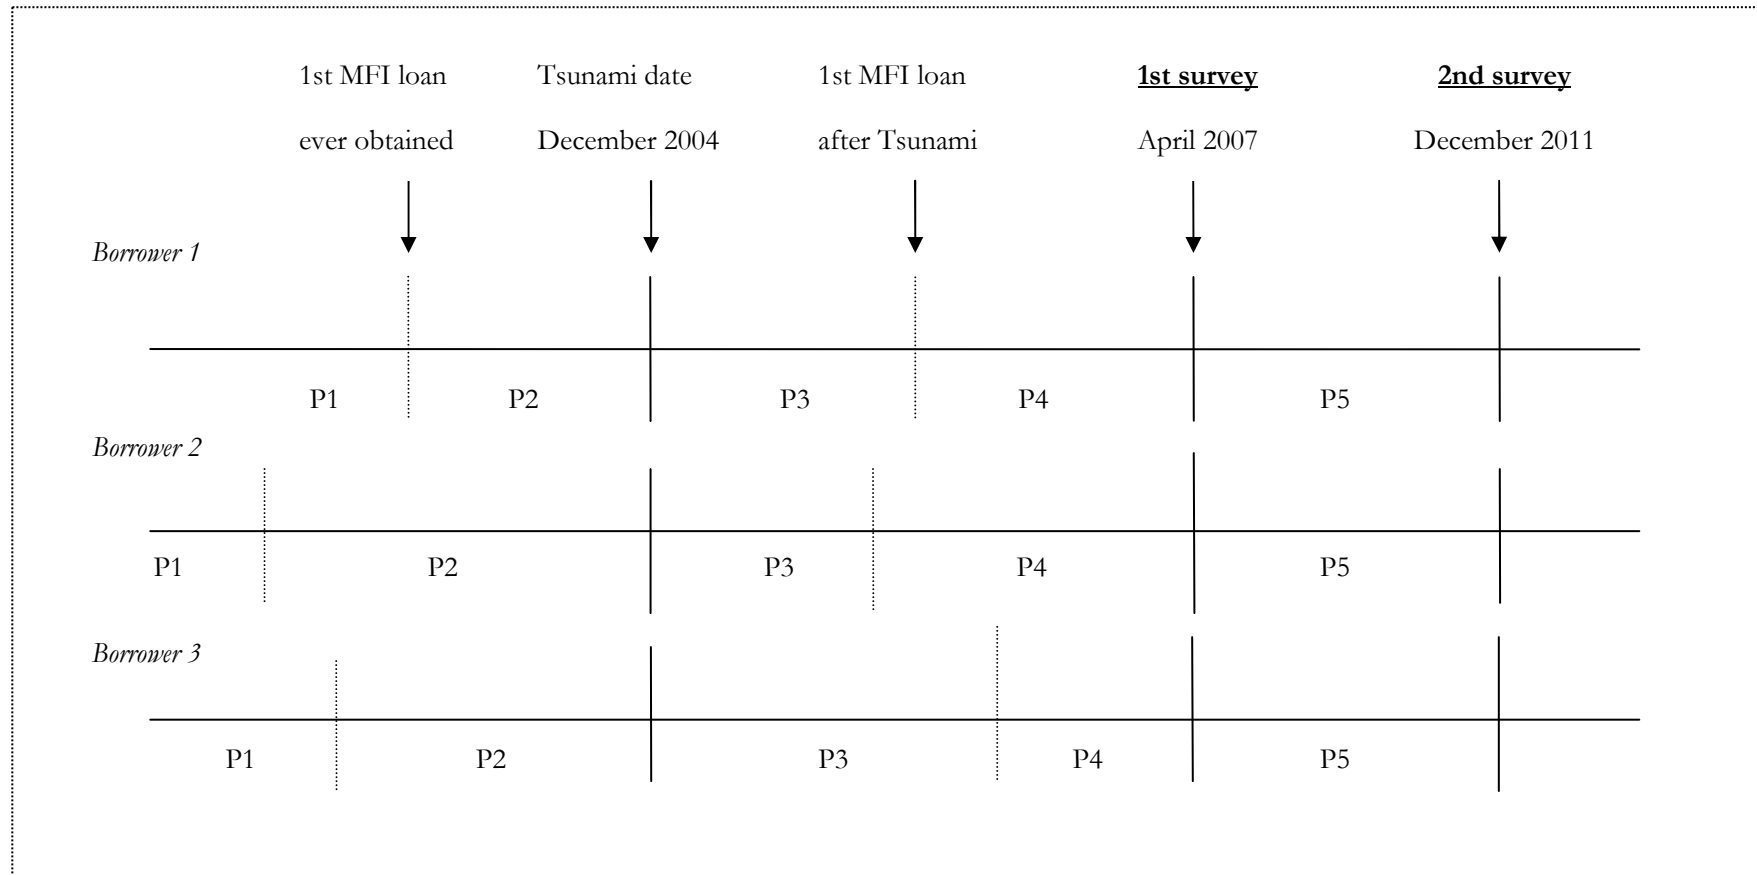 1st MFI loan Tsunami date 1st MFI loan 1st survey 2nd survey
ever obtained December 2004 after Tsunami April 2007 December 2011
Borrower 1
P1 P2 P3 P4 P5
Borrower 2
P1 P2 P3 P4 P5
Borrower 3
P1 P2 P3 P4 P5